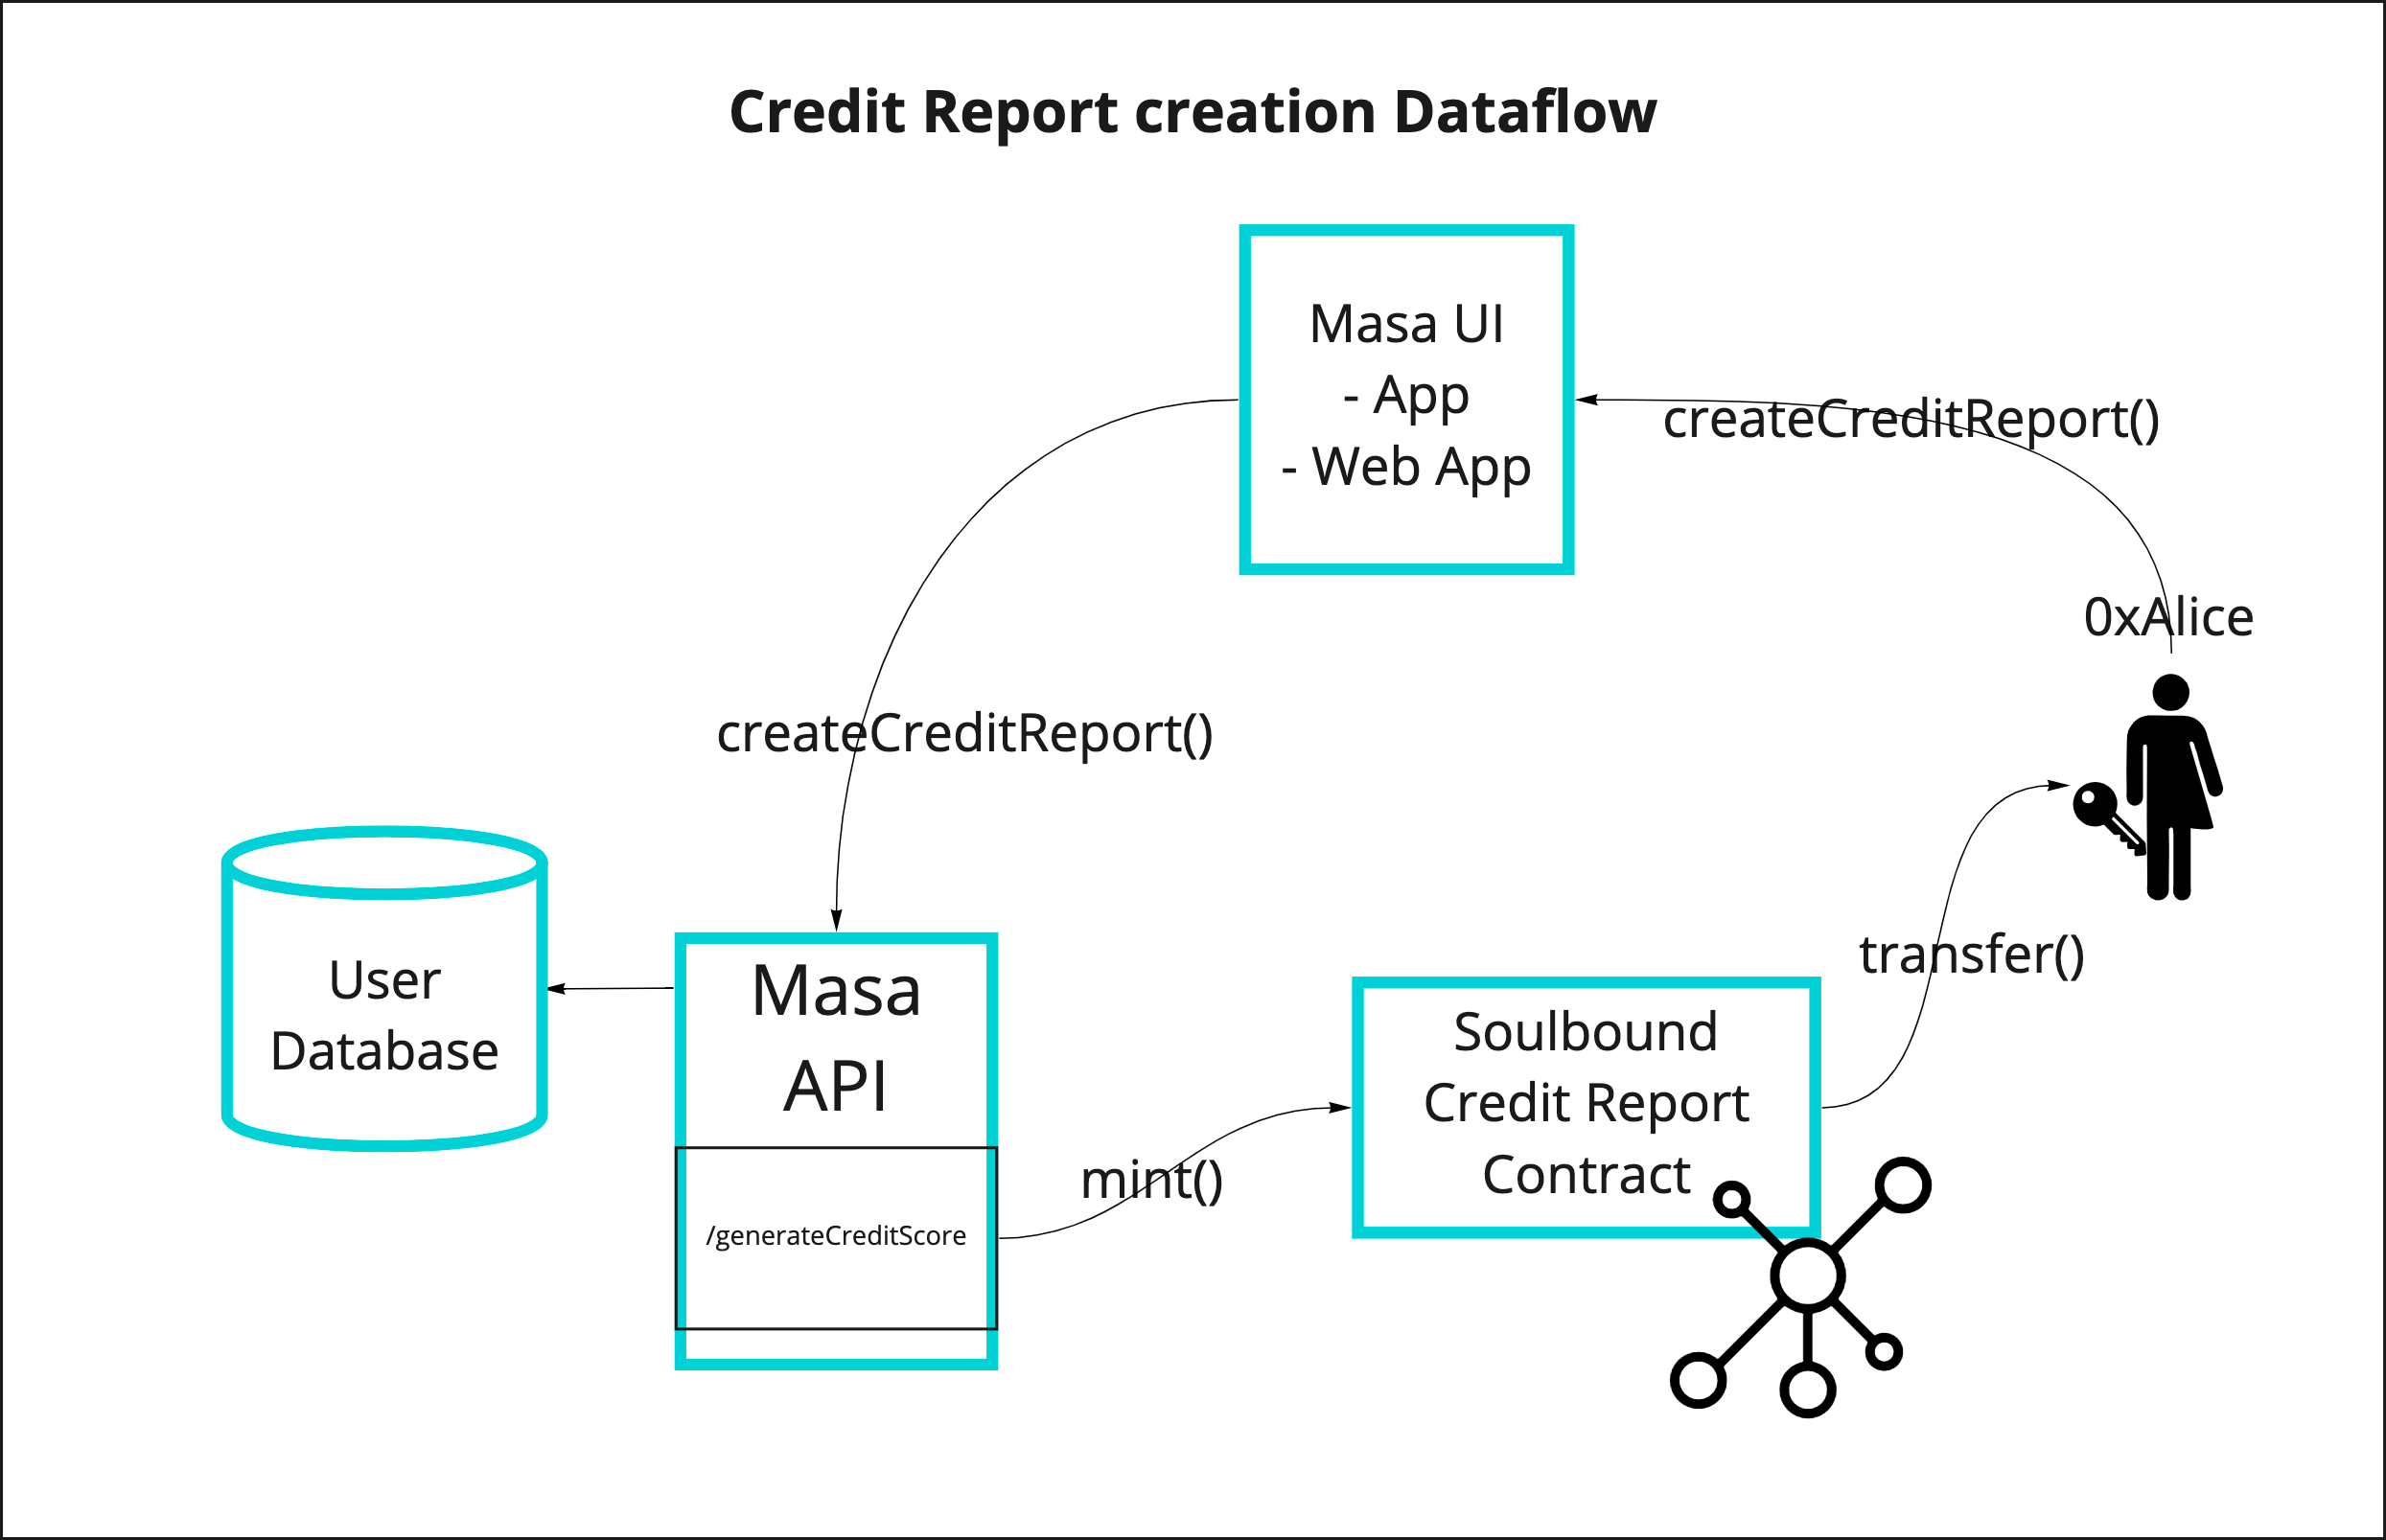 Credit Report creation Dataflow
Masa UI
- App
- Web App
createCreditReport()
0xAlice
createCreditReport()
User
Database
Masa
API
/generateCreditScore
mint()
Soulbound
Credit Report
Contract
transfer()